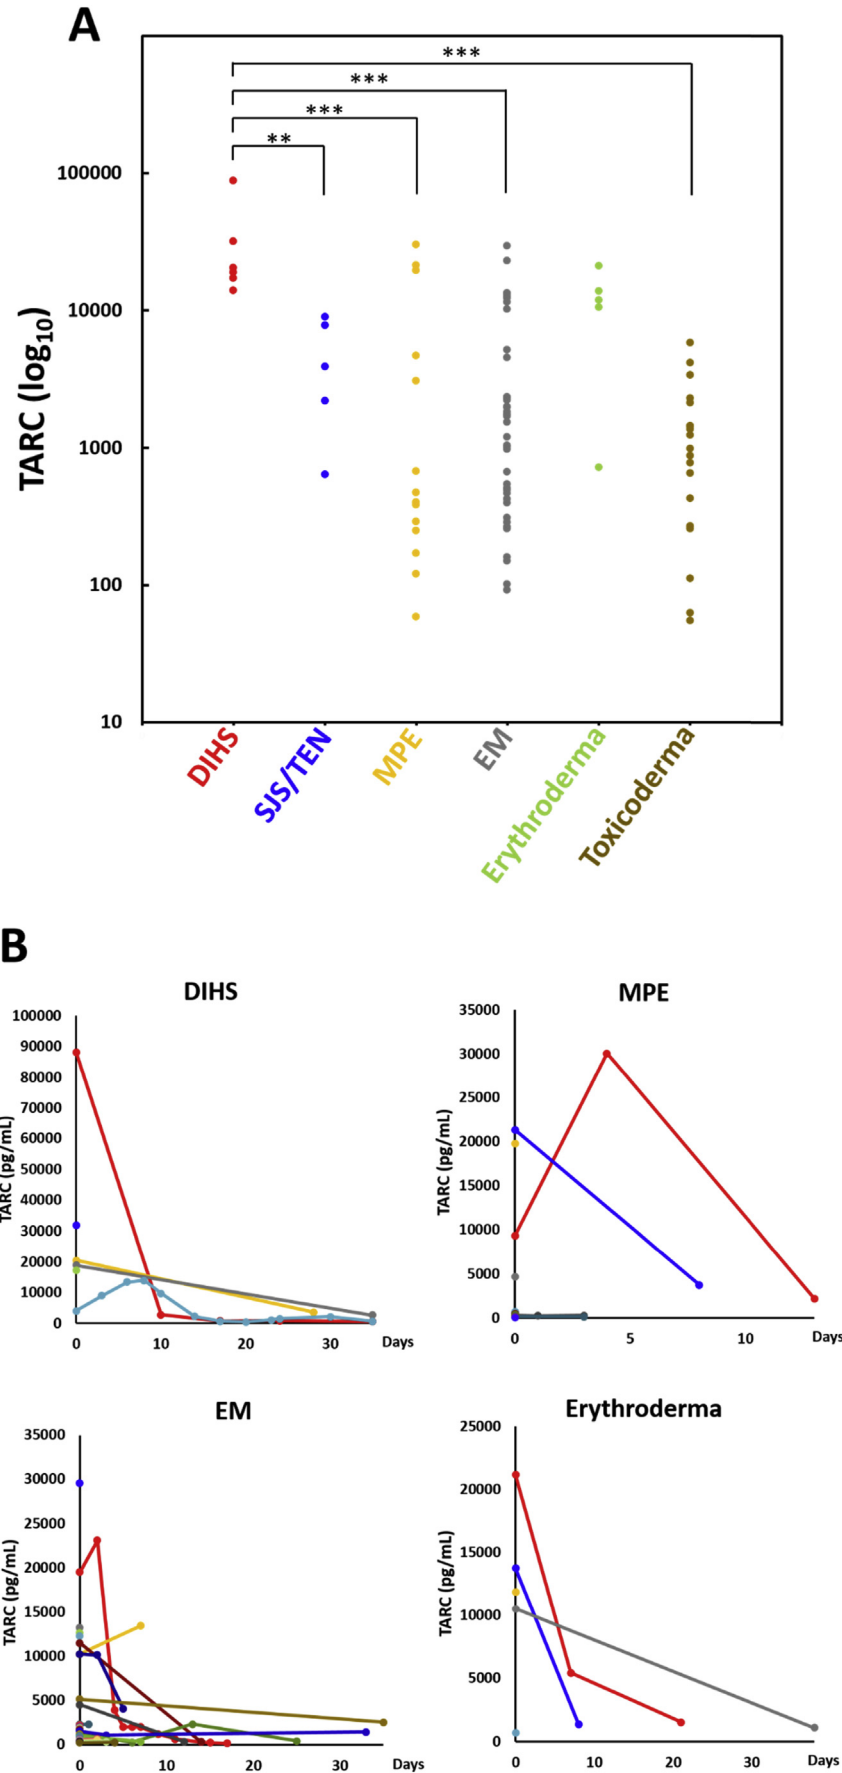 A
***
***
***
**
100000
10000
1000
100
10
TARC (log10)
DIHS
SJS/TEN
MPE
EM
Erythroderma
Toxicoderma
B
DIHS
100000
90000
80000
70000
60000
50000
40000
30000
20000
10000
0
TARC (pg/mL)
0 10 20 30 Days
MPE
35000
30000
25000
20000
15000
10000
5000
0
TARC (pg/mL)
0 5 10 Days
EM
35000
30000
25000
20000
15000
10000
5000
0
TARC (pg/mL)
0 10 20 30 Days
Erythroderma
25000
20000
15000
10000
5000
0
TARC (pg/mL)
0 10 20 30 Days